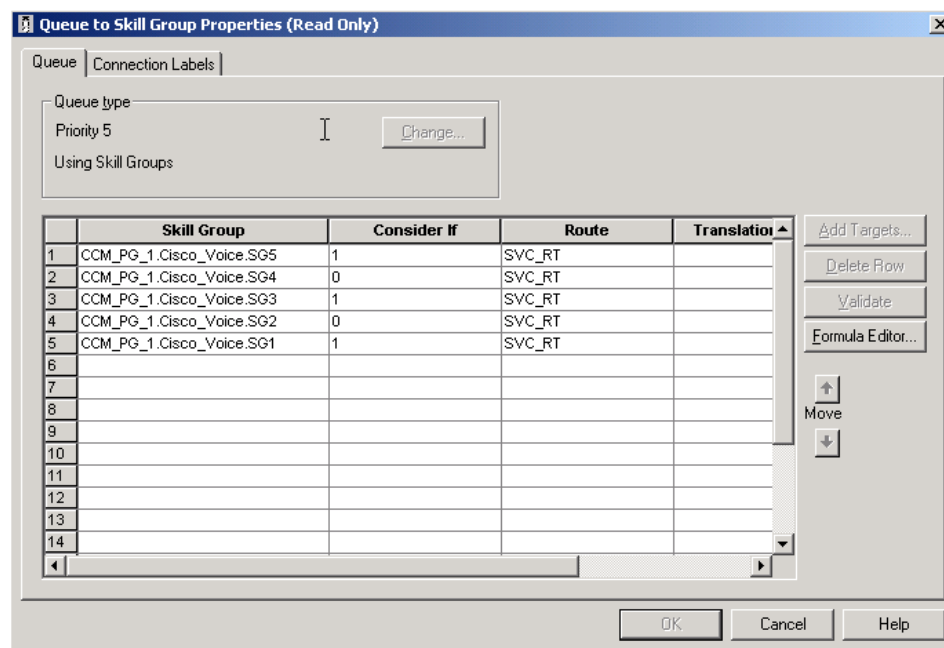 Queue to Skill Group Properties (Read Only)
Queue
Connection Labels
Queue type
Priority 5
Change...
Using Skill Groups
Skill Group Consider If Route Translation
1 CCM_PG_1.Cisco_Voice.SG5 1 SVC_RT
2 CCM_PG_1.Cisco_Voice.SG4 0 SVC_RT
3 CCM_PG_1.Cisco_Voice.SG3 1 SVC_RT
4 CCM_PG_1.Cisco_Voice.SG2 0 SVC_RT
5 CCM_PG_1.Cisco_Voice.SG1 1 SVC_RT
6
7
8
9
10
11
12
13
14
Add Targets...
Delete Row
Validate
Formula Editor...
Move
OK Cancel Help